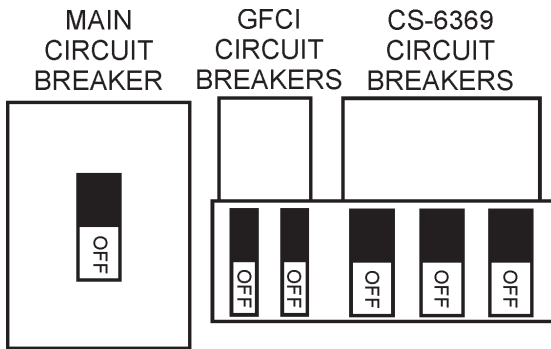 MAIN
CIRCUIT
BREAKER
GFCI
CIRCUIT
BREAKERS
CS-6369
CIRCUIT
BREAKERS
OFF
OFF
OFF
OFF
OFF
OFF